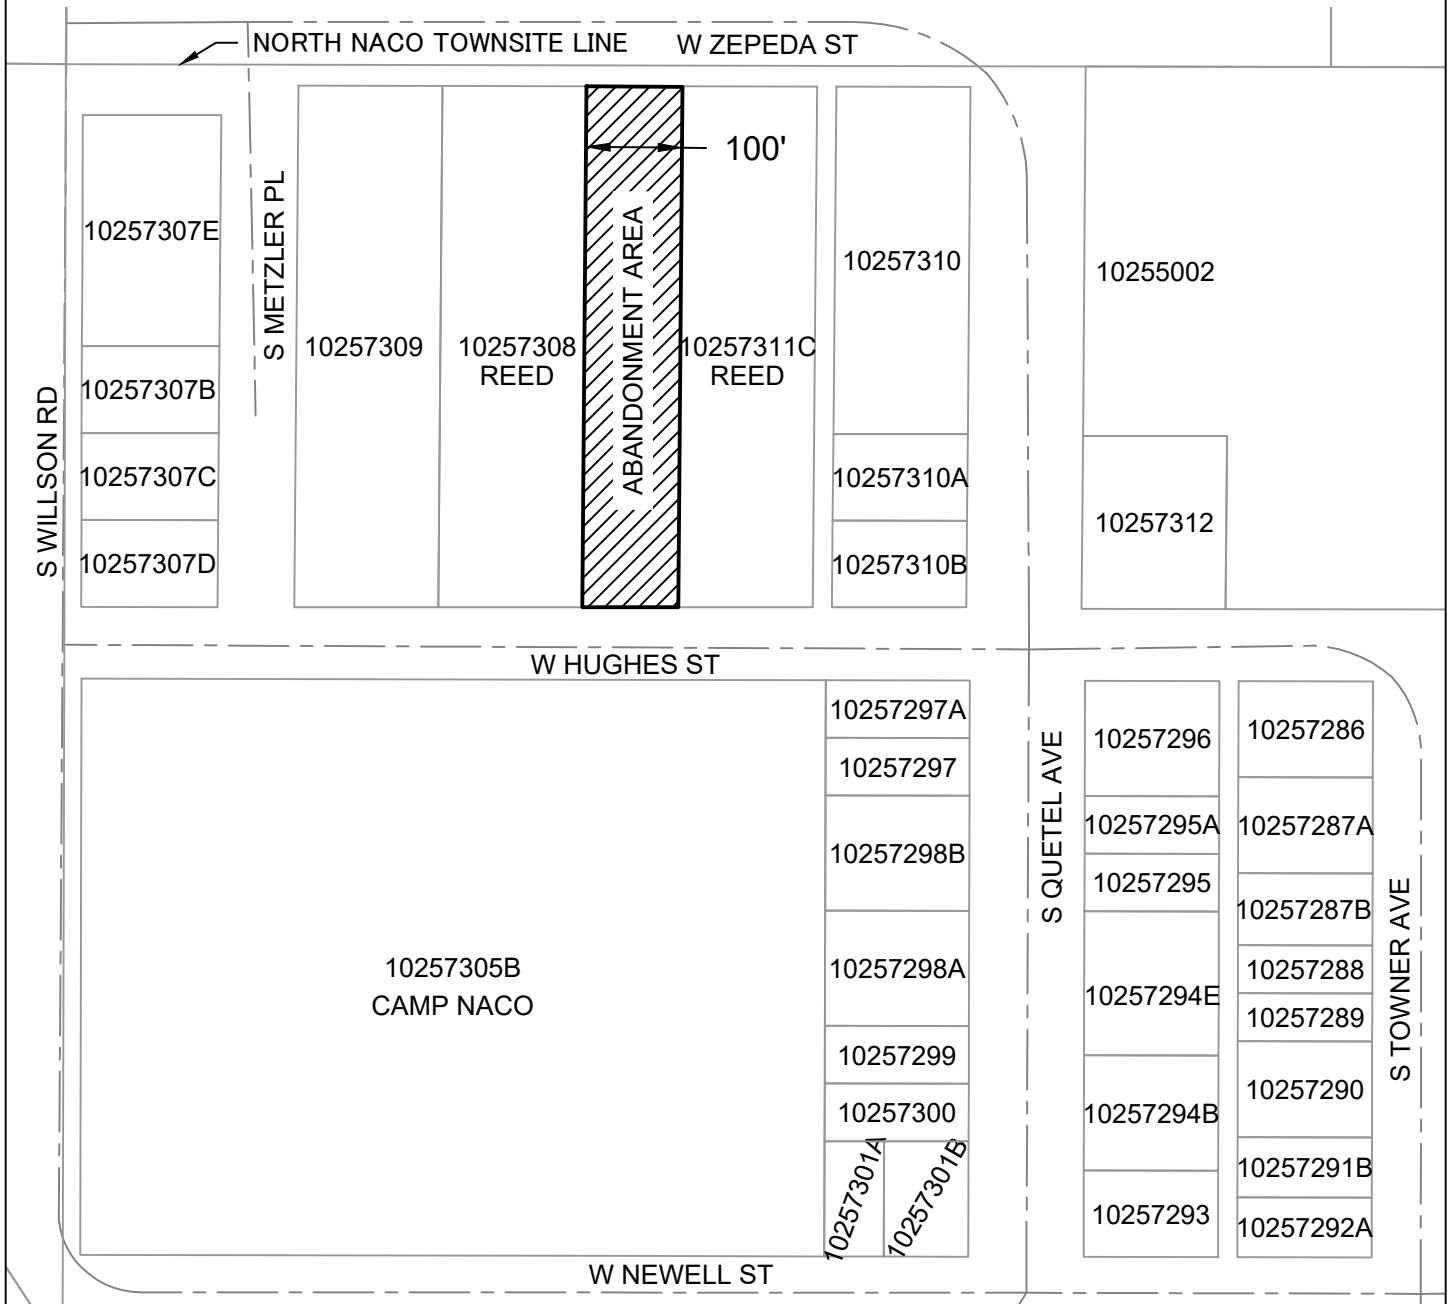 NORTH NACO TOWNSITE LINE
W ZEPEDA ST
100'
10257307E
S METZLER PL
ABANDONMENT AREA
10257310
10255002
10257309
10257308
REED
10257311C
REED
10257307B
S WILLSON RD
10257307C
10257310A
10257312
10257307D
10257310B
W HUGHES ST
10257297A
10257296
10257286
10257297
S QUETEL AVE
10257295A
10257287A
10257298B
10257295
10257287B
10257305B
CAMP NACO
10257298A
10257288
10257294E
S TOWNER AVE
10257289
10257299
10257290
10257300
10257294B
10257301A
10257301B
10257291B
10257293
10257292A
W NEWELL ST